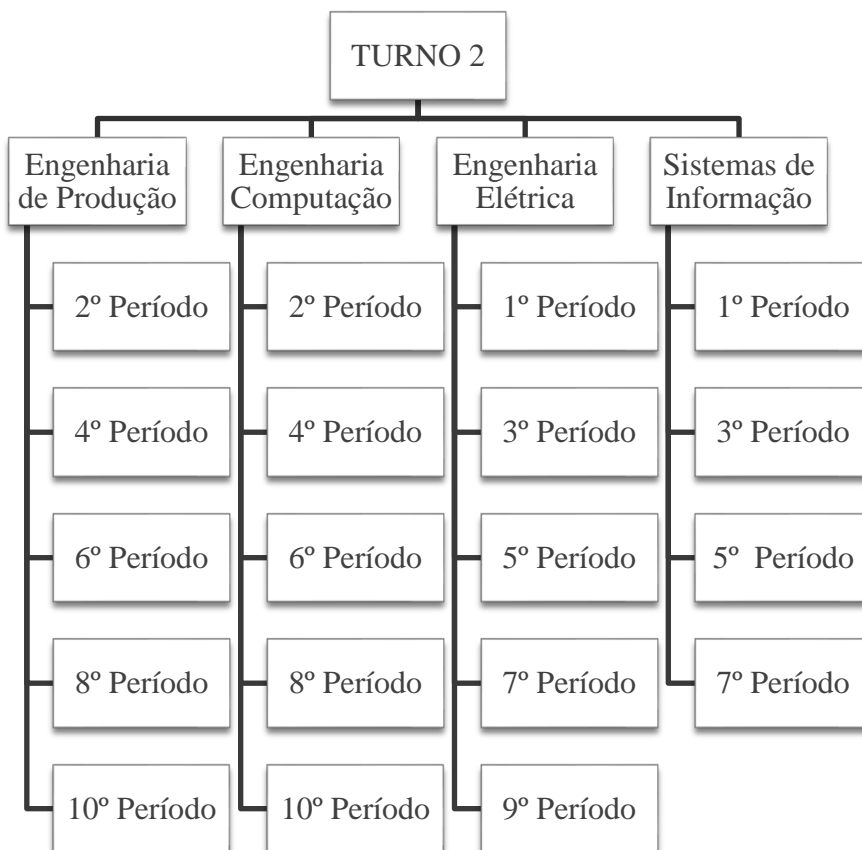 TURNO 2
Engenharia
de Produção
2º Período
4º Período
6º Período
8º Período
10º Período
Engenharia
Computação
2º Período
4º Período
6º Período
8º Período
10º Período
Engenharia
Elétrica
1º Período
3º Período
5º Período
7º Período
9º Período
Sistemas de
Informação
1º Período
3º Período
5º  Período
7º Período